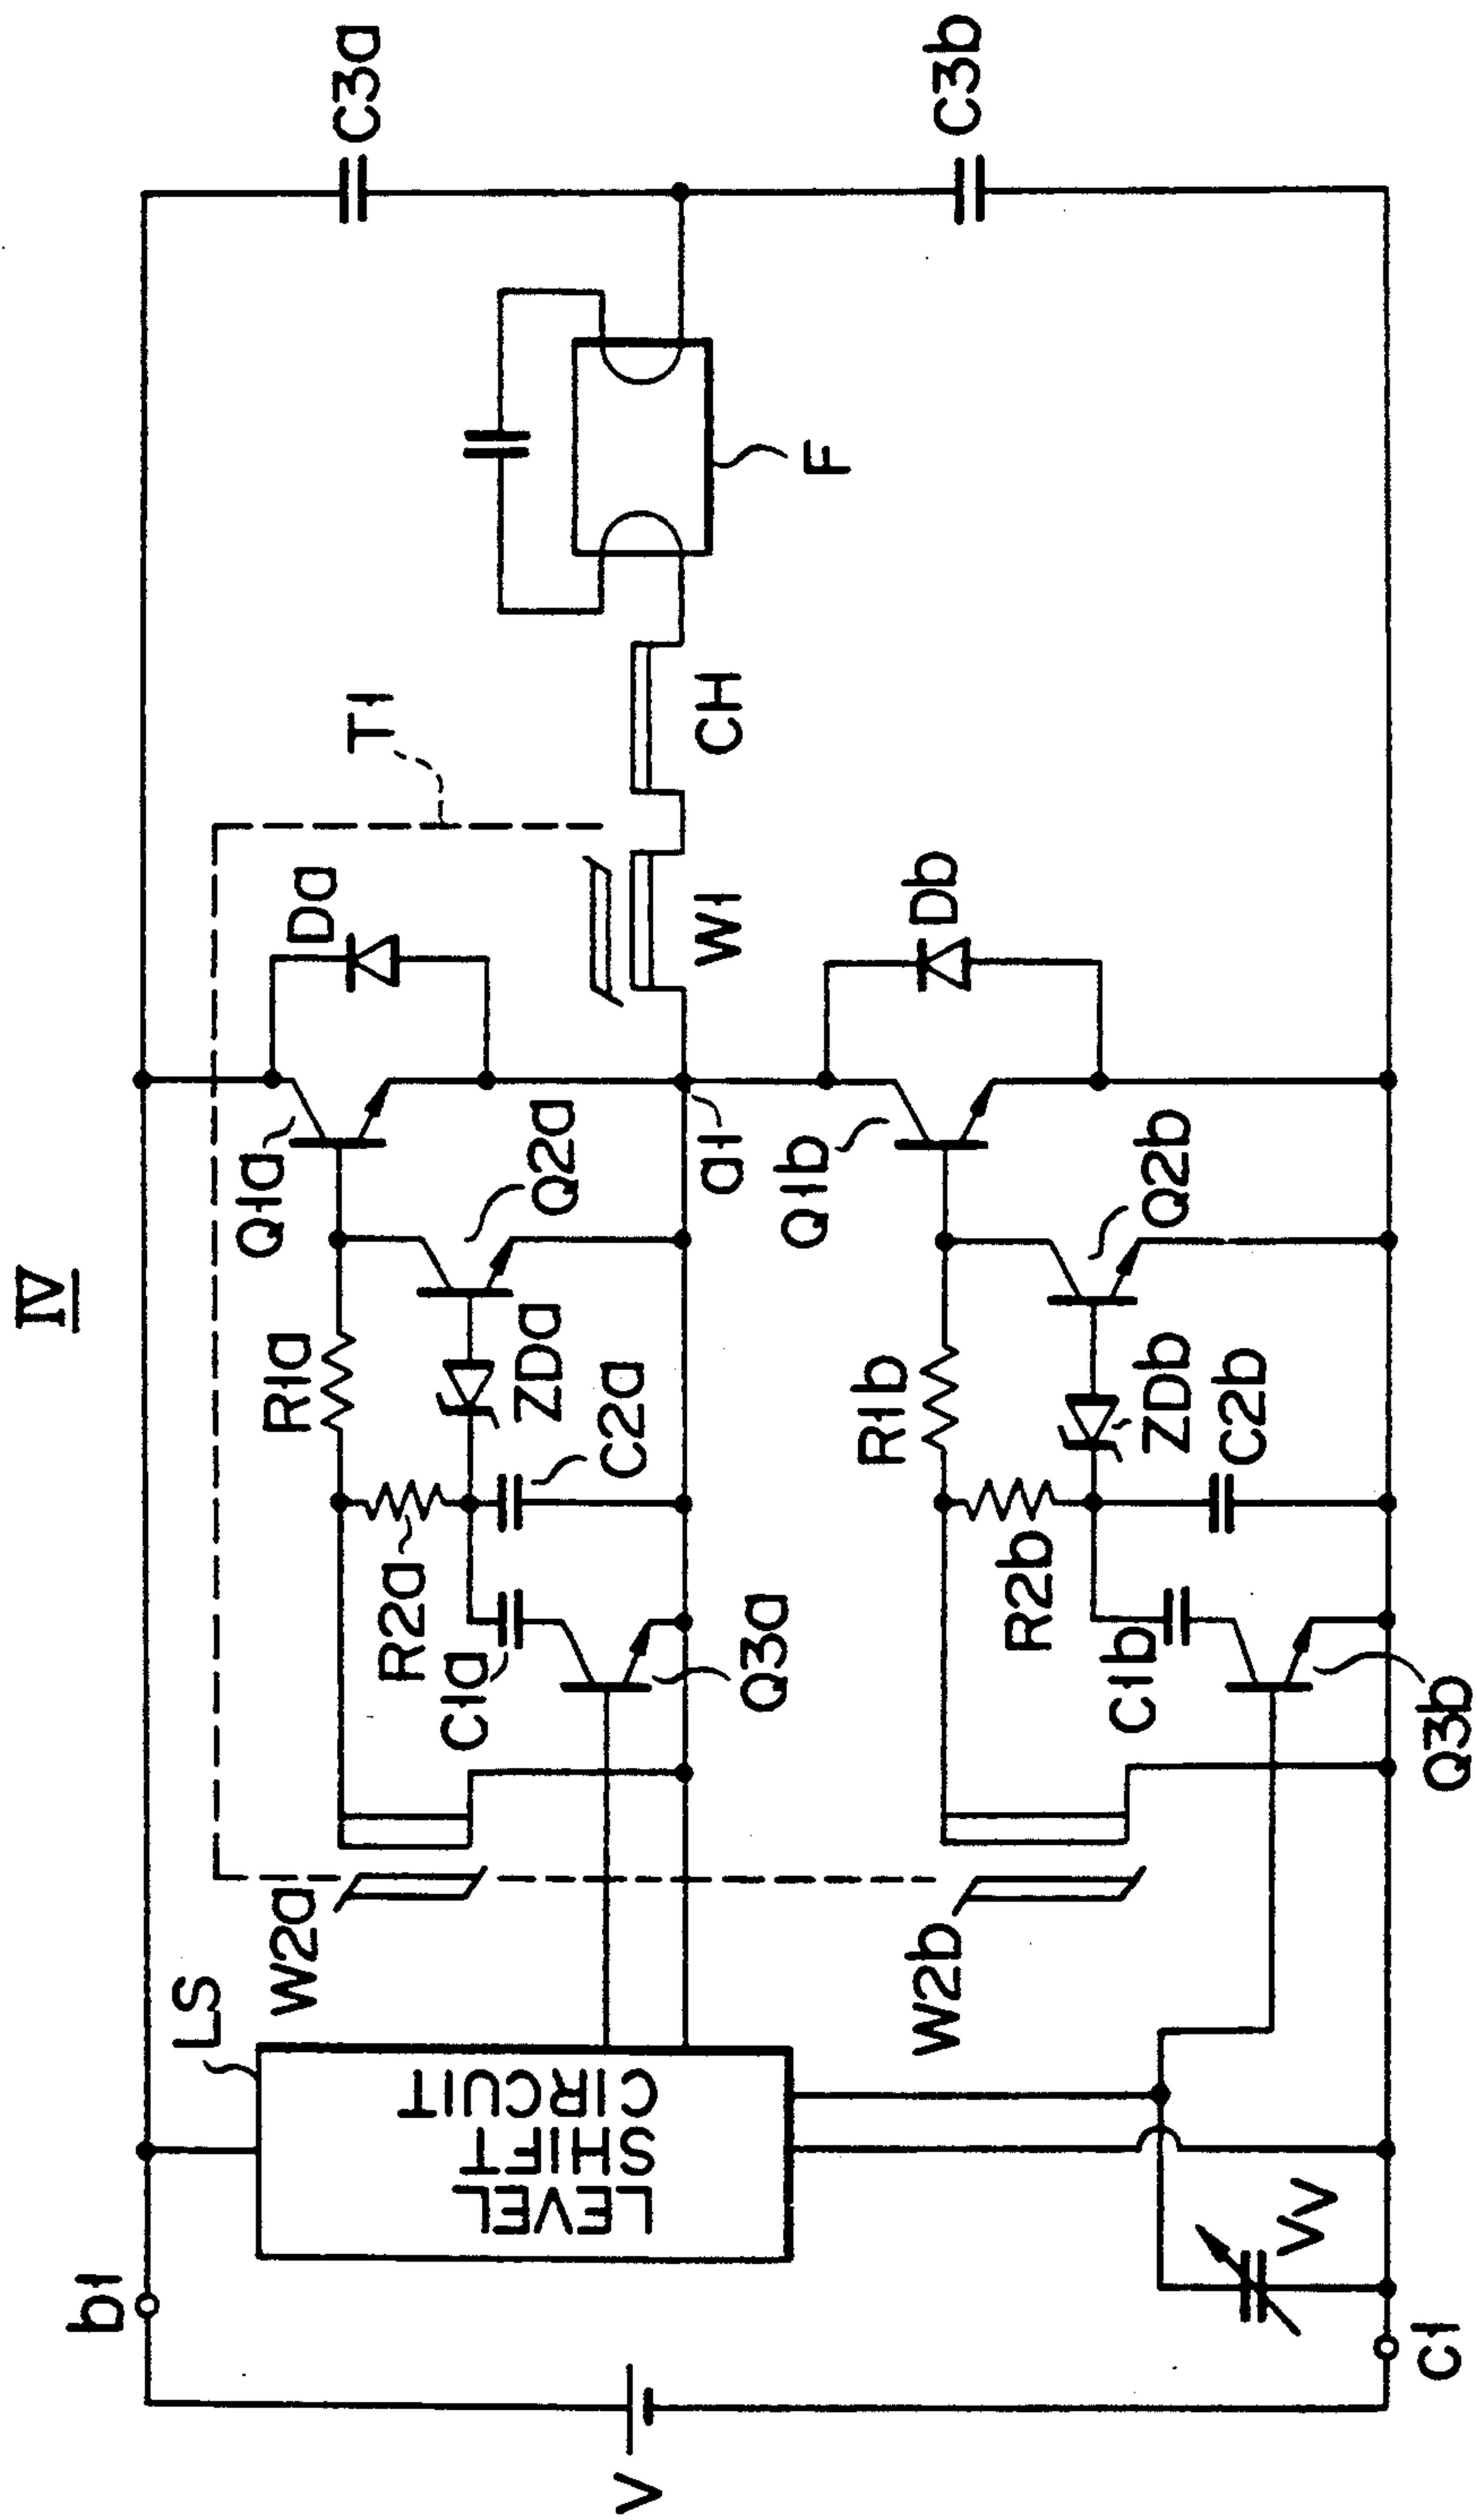 IV
V
b1
c1
LS
LEVEL
SHIFT
CIRCUIT
VV
W2a
W2b
R2a
C1a
Q3a
R1a
ZDa
C2a
Q1a
Q2a
Da
a1
W1
T1
CH
F
C3a
C3b
R2b
C1b
Q3b
R1b
ZDb
C2b
Q1b
Q2b
Db